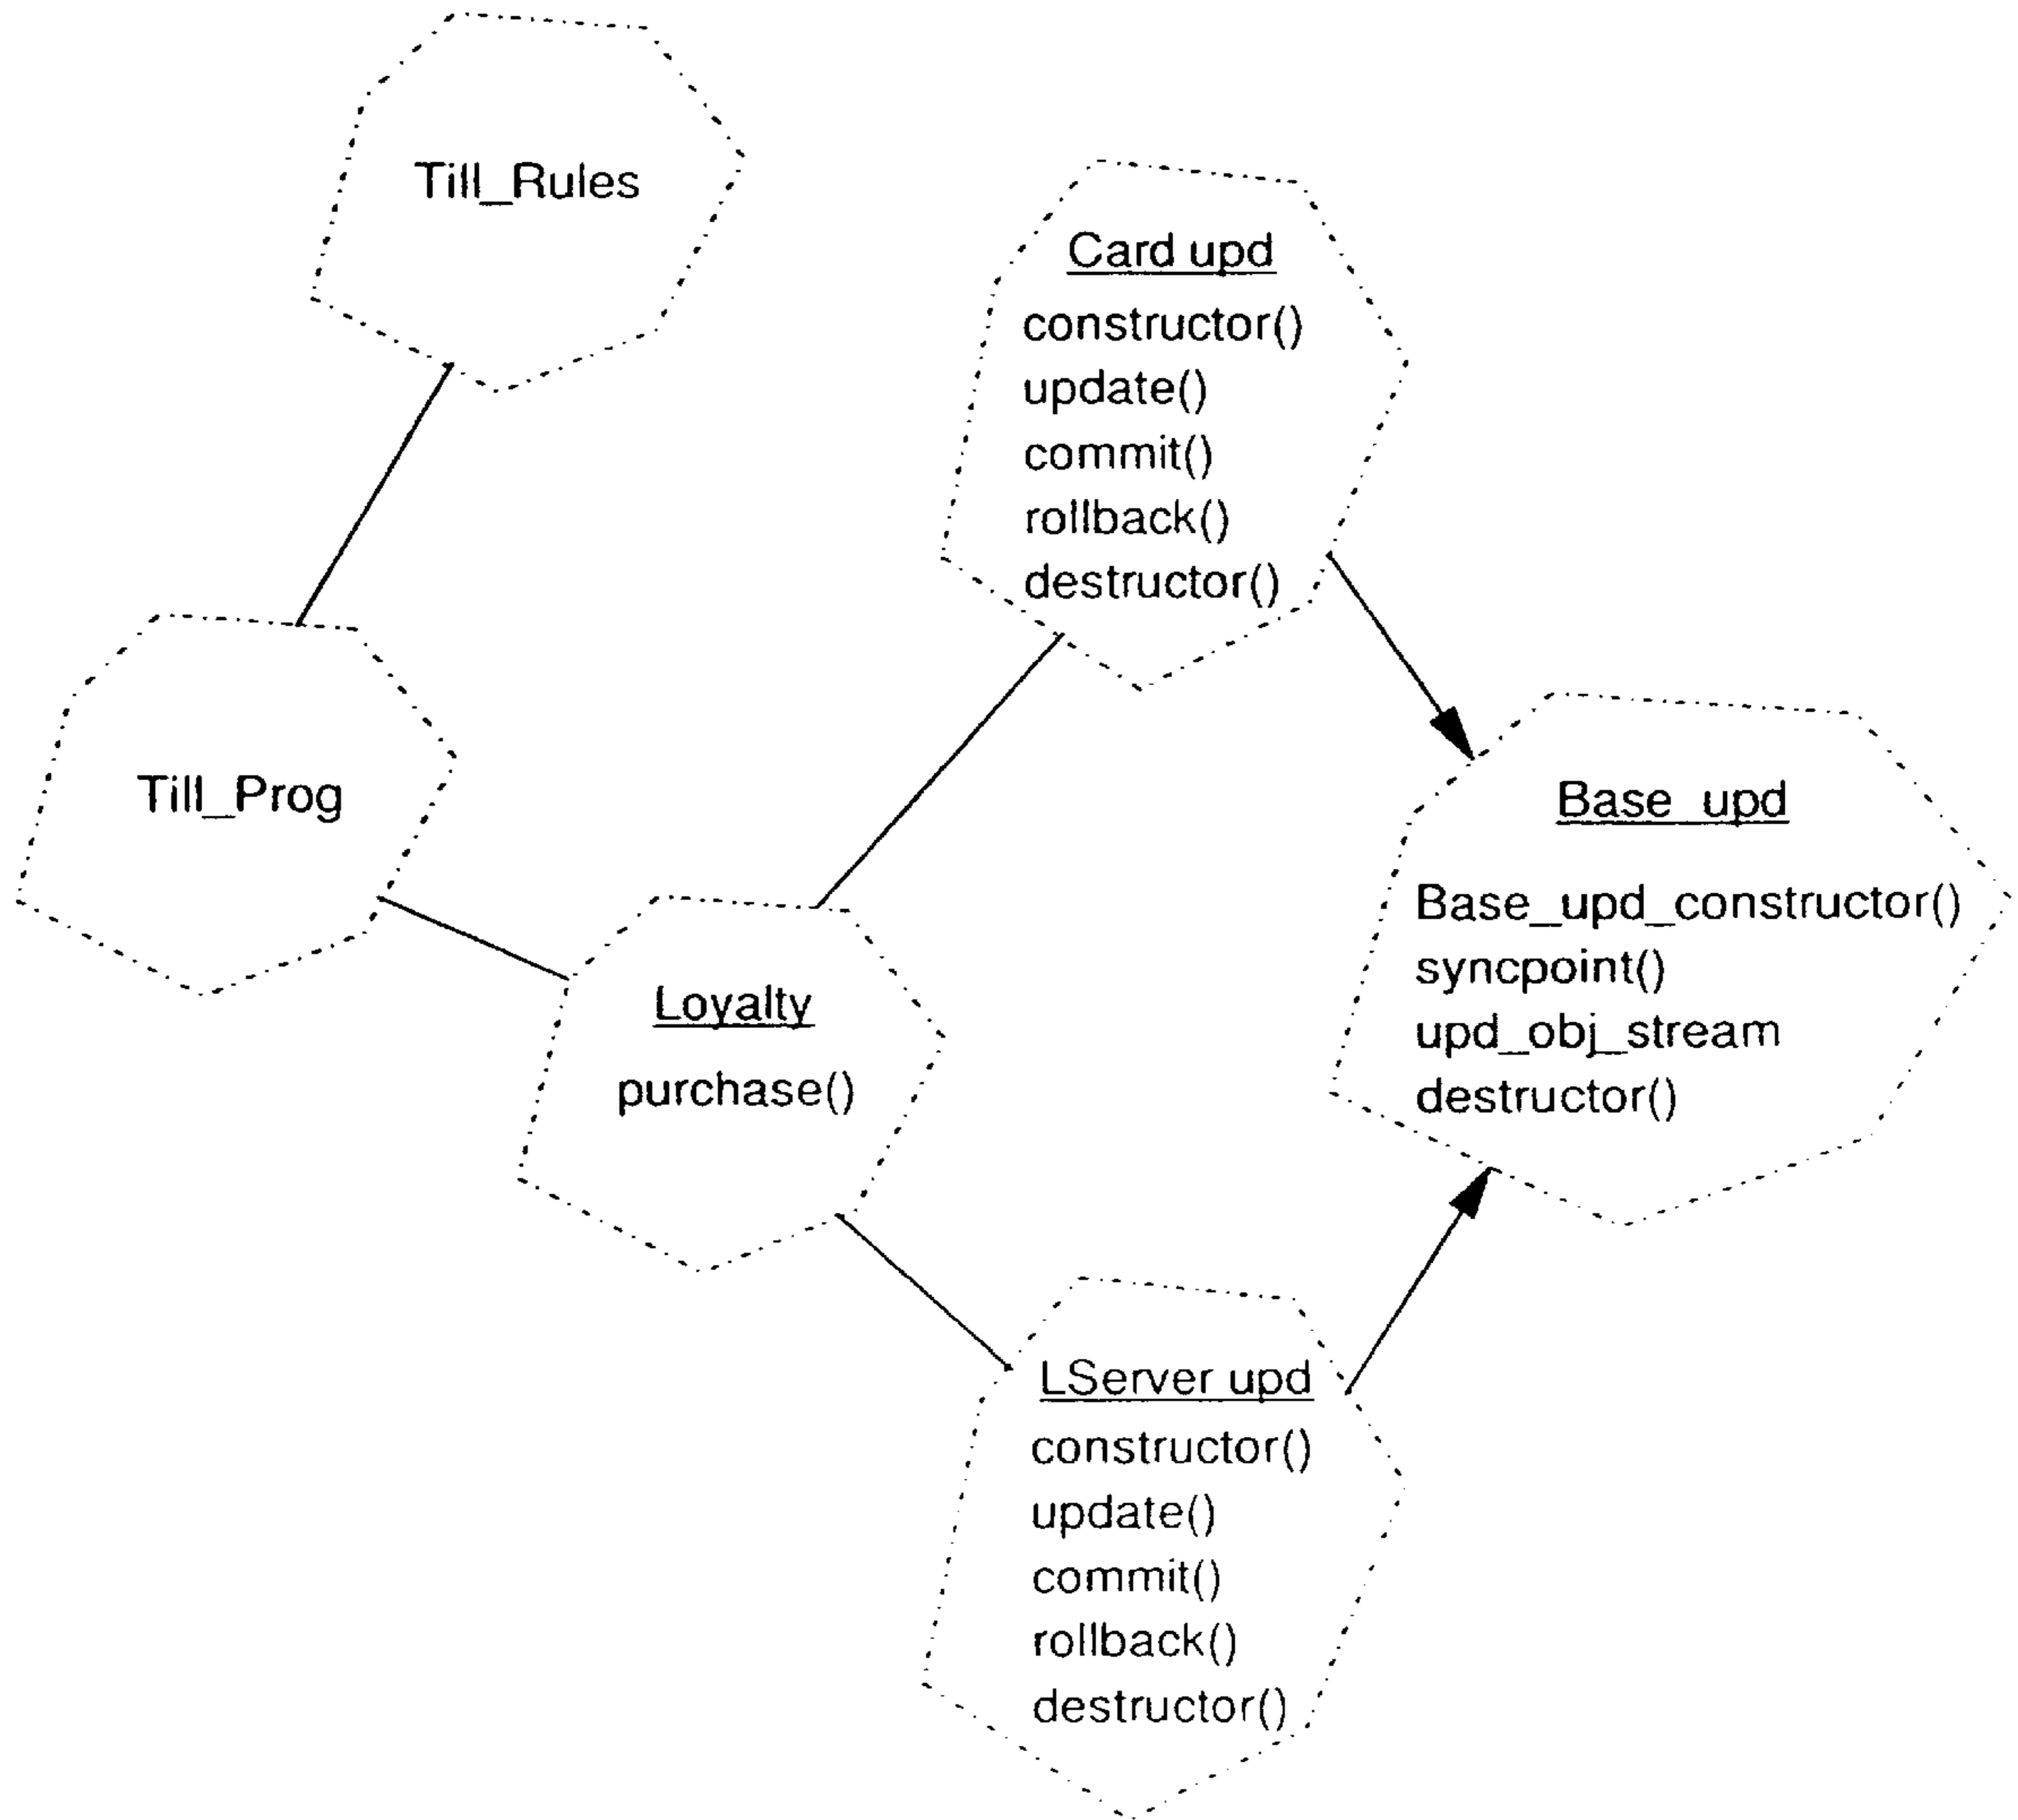 Till_Rules
Card upd
constructor()
update()
commit()
rollback()
destructor()
Till_Prog
Base_upd
Base_upd_constructor()
syncpoint()
upd_obj_stream
destructor()
Loyalty
purchase()
LServer upd
constructor()
update()
commit()
rollback()
destructor()